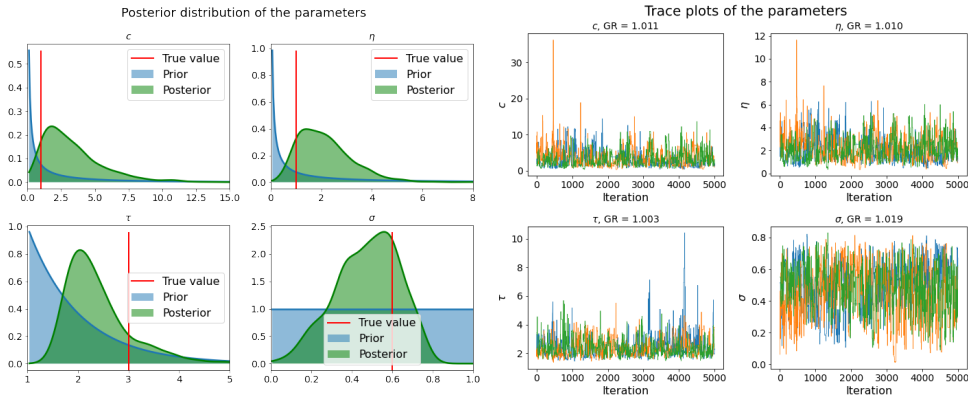 Posterior distribution of the parameters
c
0.5
0.4
0.3
0.2
0.1
0.0
0.0 2.5 5.0 7.5 10.0 12.5 15.0
True value
Prior
Posterior
η
1.0
0.8
0.6
0.4
0.2
0.0
0 2 4 6 8
True value
Prior
Posterior
τ
1.0
0.8
0.6
0.4
0.2
0.0
1 2 3 4 5
True value
Prior
Posterior
σ
2.5
2.0
1.5
1.0
0.5
0.0
0.0 0.2 0.4 0.6 0.8 1.0
True value
Prior
Posterior
Trace plots of the parameters
c, GR = 1.011
c
30
20
10
0
0 1000 2000 3000 4000 5000
Iteration
η, GR = 1.010
η
12
10
8
6
4
2
0
0 1000 2000 3000 4000 5000
Iteration
τ, GR = 1.003
τ
10
8
6
4
2
0 1000 2000 3000 4000 5000
Iteration
σ, GR = 1.019
σ
0.8
0.6
0.4
0.2
0.0
0 1000 2000 3000 4000 5000
Iteration